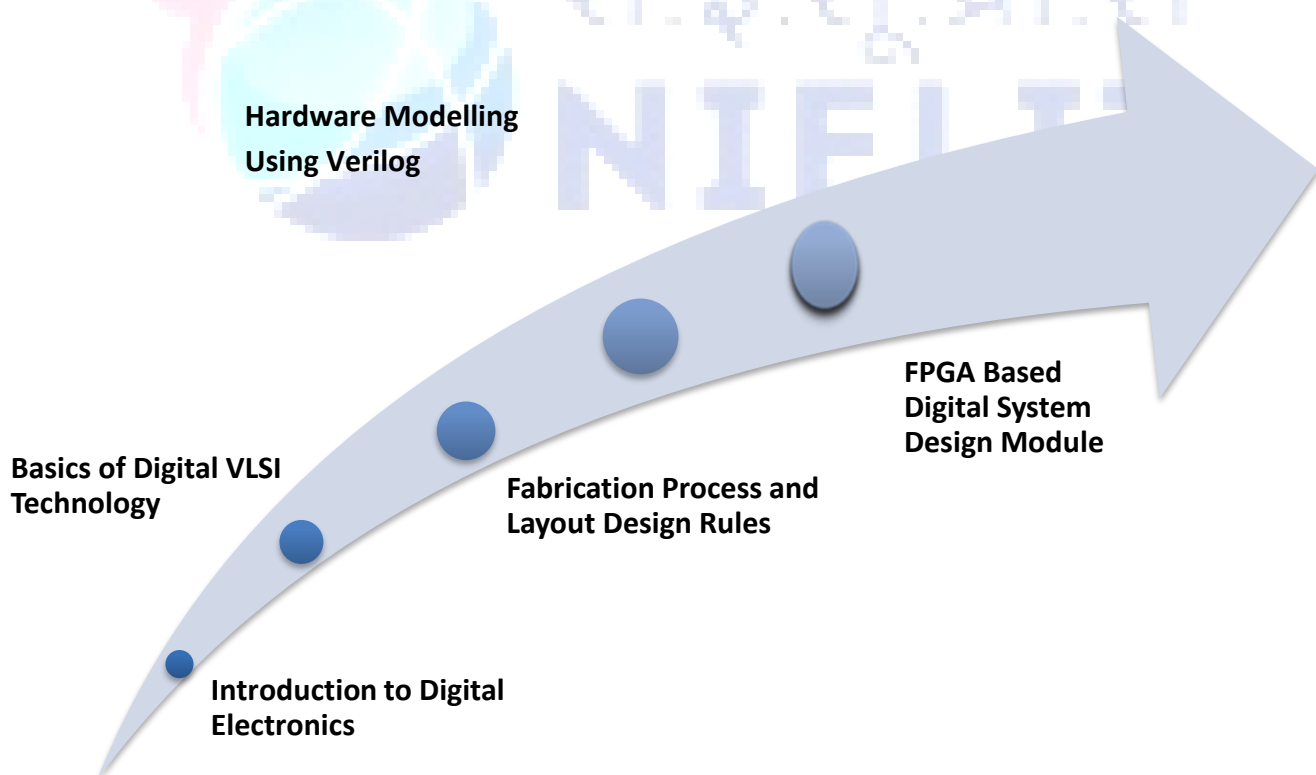 NIELIT
Hardware Modelling
Using Verilog
FPGA Based
Digital System
Design Module
Basics of Digital VLSI
Technology
Fabrication Process and
Layout Design Rules
Introduction to Digital
Electronics